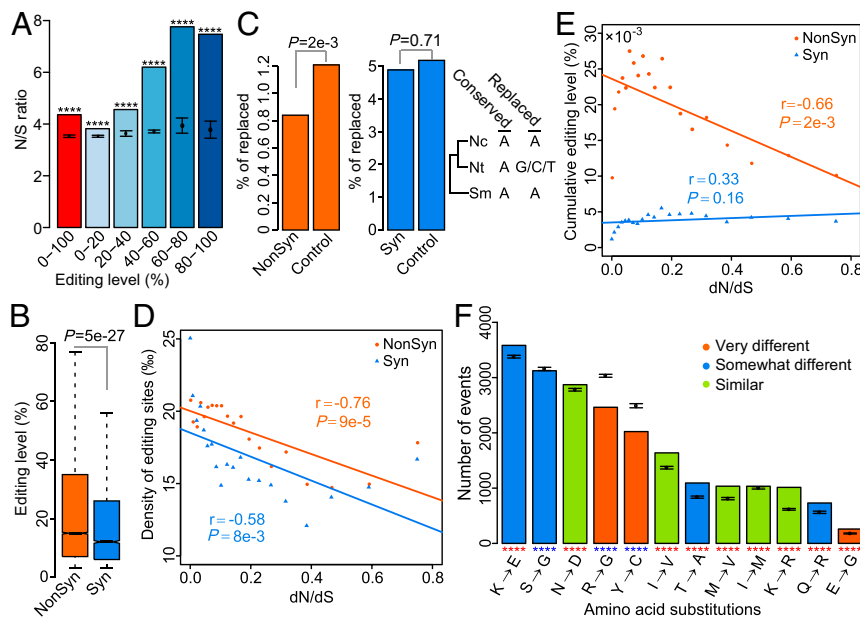 A
N/S ratio
8
6
4
2
0
****
****
****
****
****
****
0−100
0−20
20−40
40−60
60−80
80−100
Editing level (%)
B
P=5e-27
Editing level (%)
80
60
40
20
0
NonSyn
Syn
C
P=2e-3
% of replaced
1.2
1.0
0.8
0.6
0.4
0.2
0
NonSyn
Control
P=0.71
% of replaced
5
4
3
2
1
0
Syn
Control
Conserved
Replaced
Nc A A
Nt A G/C/T
Sm A A
D
NonSyn
Syn
Density of editing sites (‰)
25
20
15
10
r=-0.76
P=9e-5
r=-0.58
P=8e-3
0.0 0.2 0.4 0.6 0.8
dN/dS
E
×10⁻³
NonSyn
Syn
Cumulative editing level (%)
30
25
20
15
10
5
0
r=-0.66
P=2e-3
r=0.33
P=0.16
0.0 0.2 0.4 0.6 0.8
dN/dS
F
Very different
Somewhat different
Similar
Number of events
4000
3000
2000
1000
0
**** **** **** **** **** **** **** **** **** **** **** ****
K→E
S→G
N→D
R→G
Y→C
I→V
T→A
M→V
I→M
K→R
Q→R
E→G
Amino acid substitutions